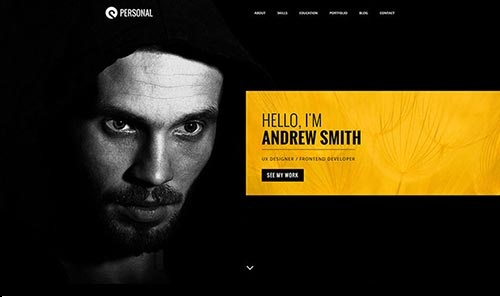 PERSONAL
ABOUT SKILLS EDUCATION PORTFOLIO BLOG CONTACT
HELLO, I'M
ANDREW SMITH
UX DESIGNER / FRONTEND DEVELOPER
SEE MY WORK